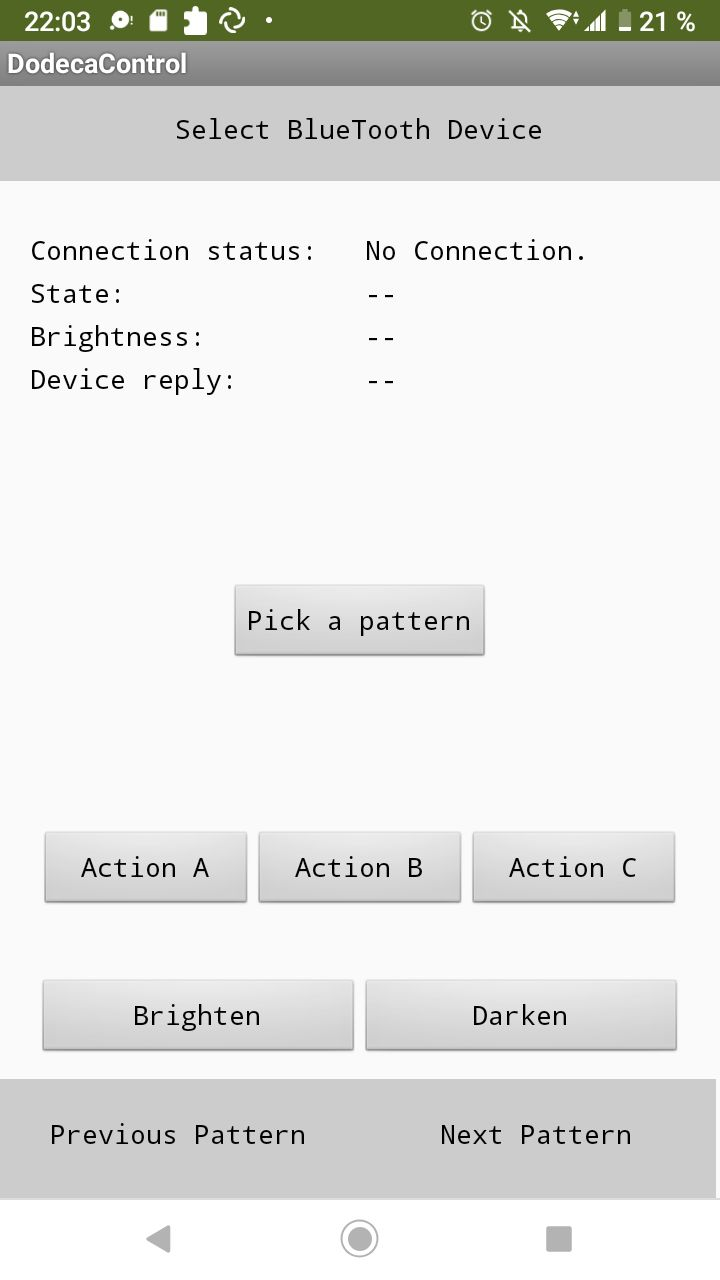 22:03 21 %
DodecaControl
Select BlueTooth Device
Connection status: No Connection.
State: --
Brightness: --
Device reply: --
Pick a pattern
Action A Action B Action C
Brighten Darken
Previous Pattern Next Pattern